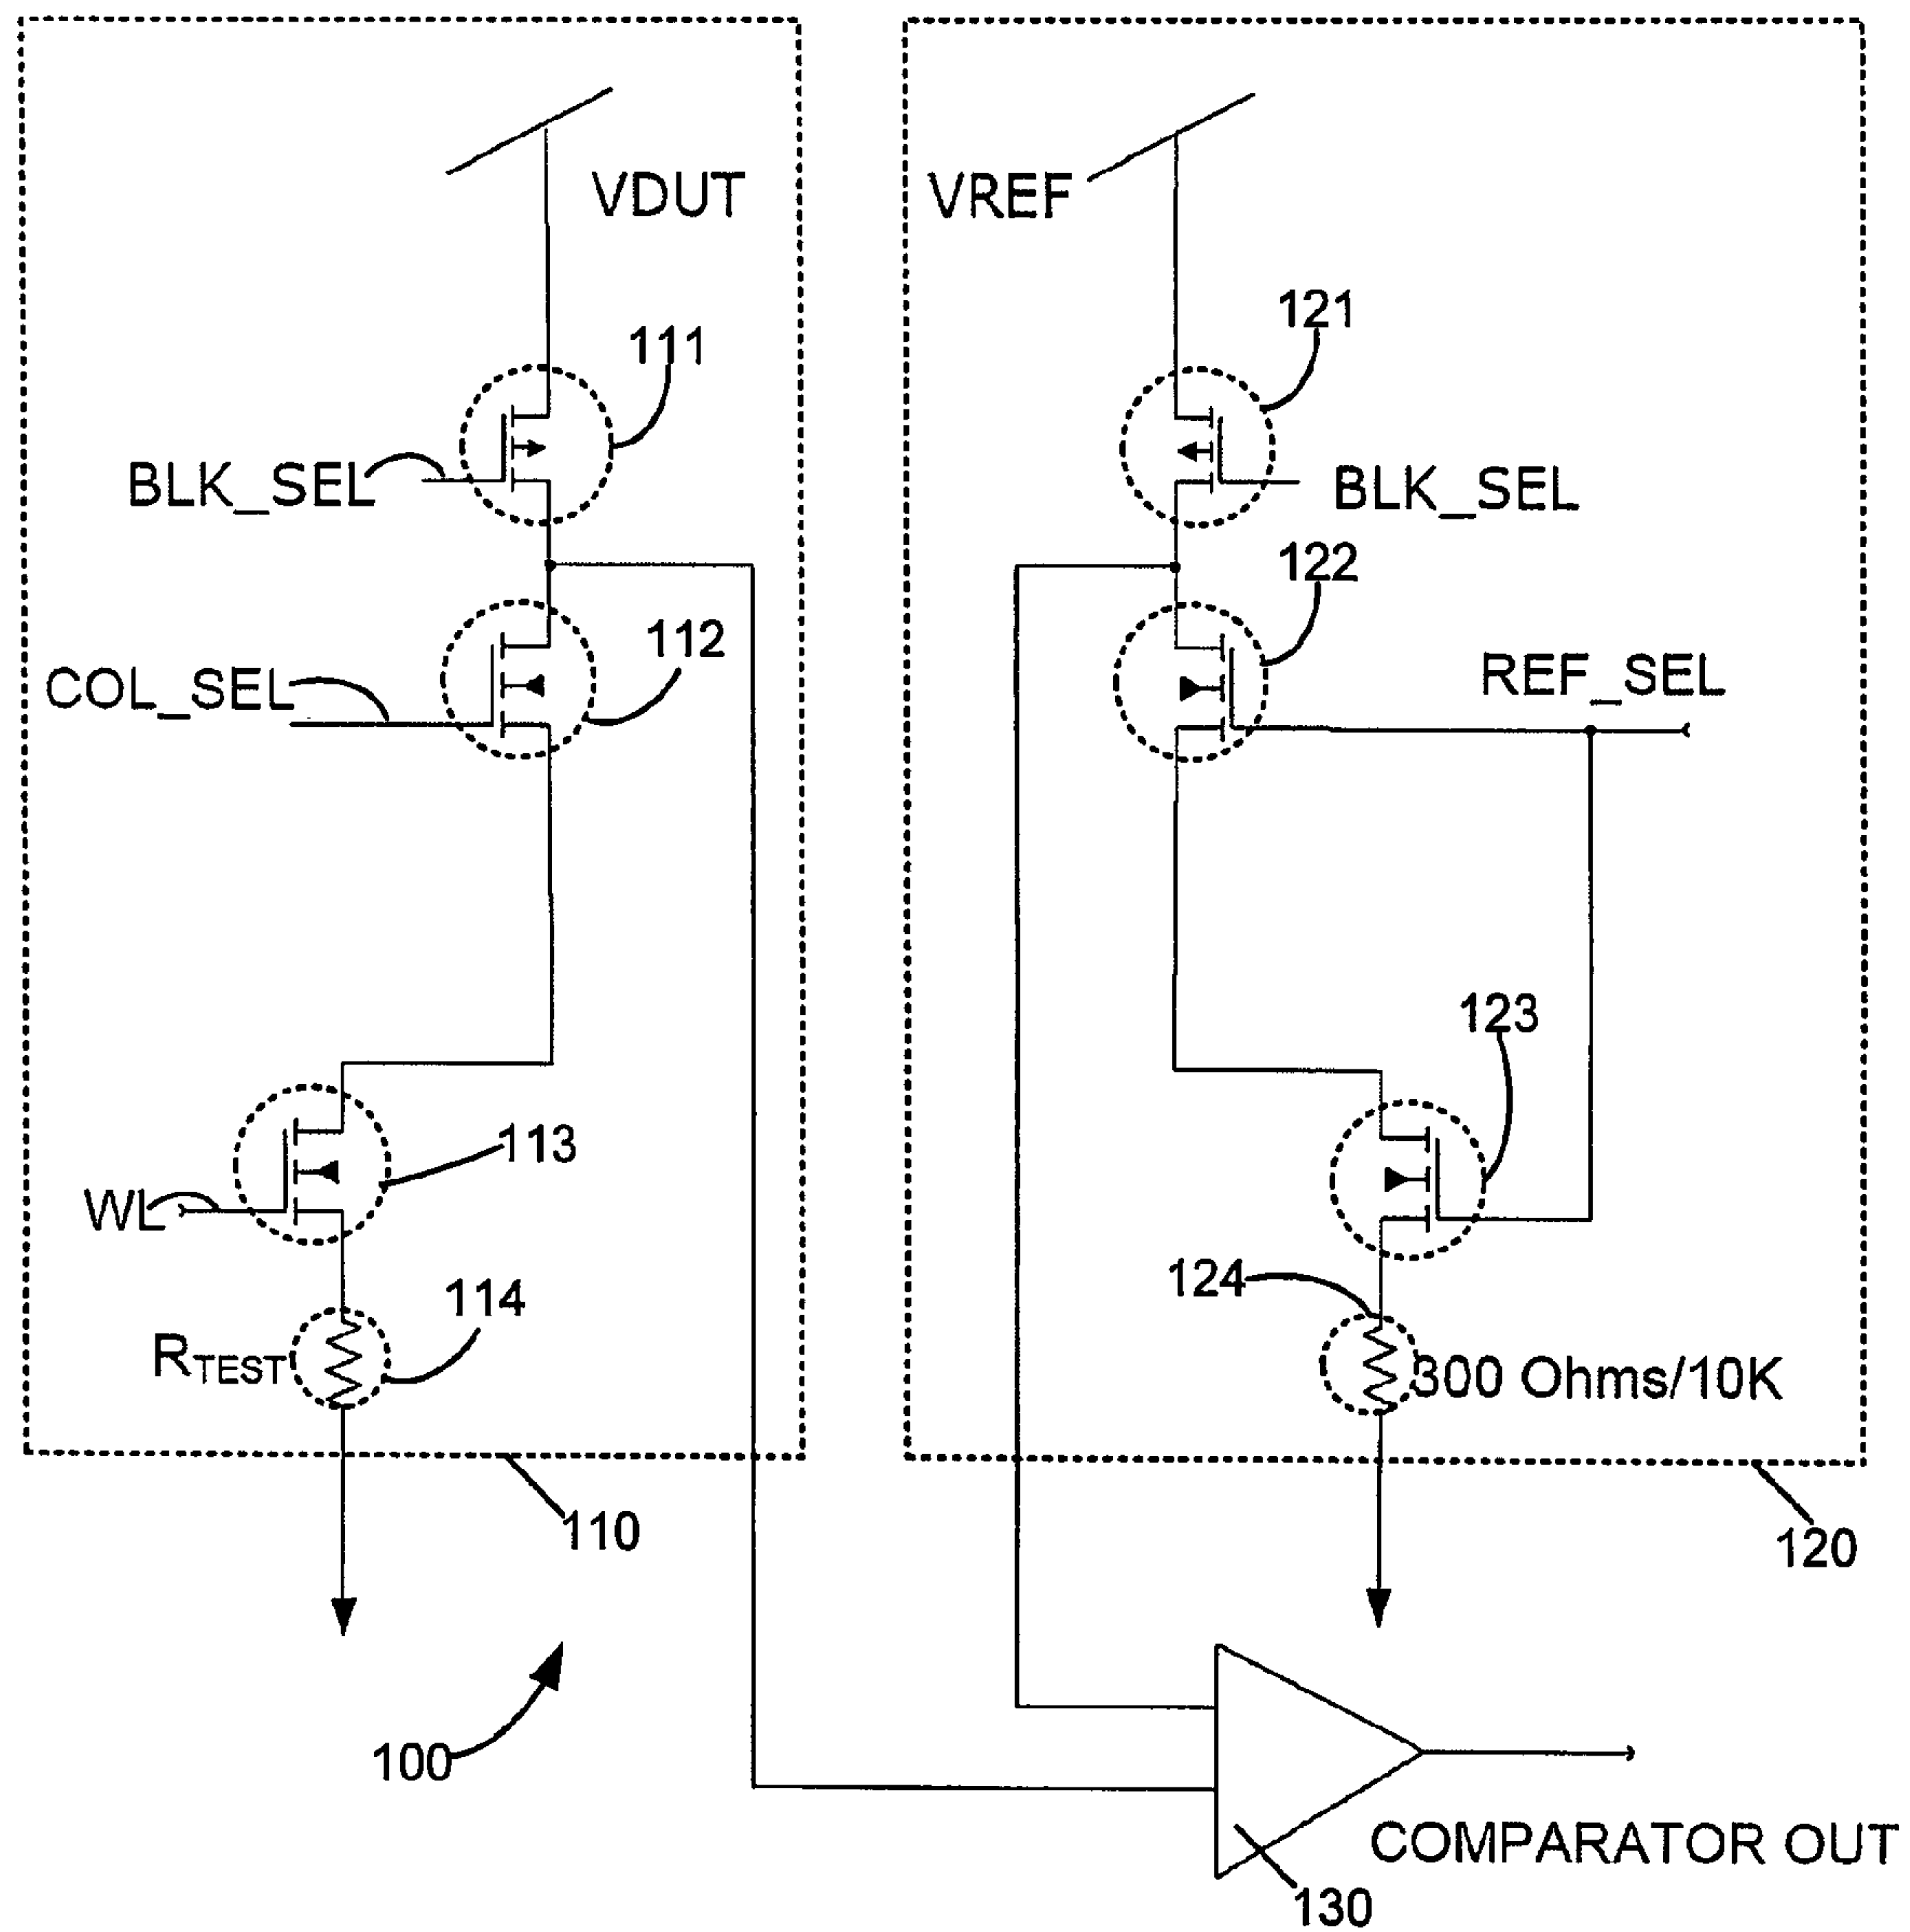 VDUT
VREF
121
111
BLK_SEL
BLK_SEL
122
112
COL_SEL
REF_SEL
123
113
WL
124
114
RTEST
300 Ohms/10K
110
120
100
COMPARATOR OUT
130